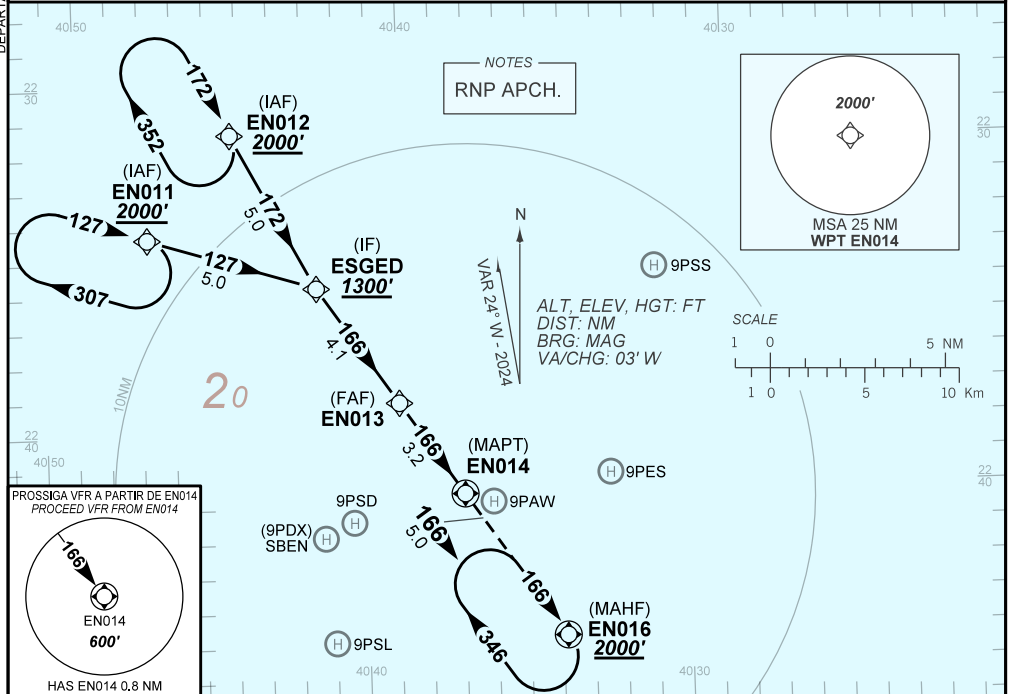 DEPART
40 50
40 40
40 30
22 30
172
352
(IAF)
EN012
2000'
NOTES
RNP APCH.
2000'
MSA 25 NM
WPT EN014
22 30
(IAF)
EN011
2000'
127
307
172
5.0
127
5.0
(IF)
ESGED
1300'
N
VAR 24° W - 2024
ALT, ELEV, HGT: FT
DIST: NM
BRG: MAG
VA/CHG: 03' W
9PSS
H
SCALE
1 0 5 NM
1 0 5 10 Km
166
4.1
10NM
20
(FAF)
EN013
166
3.2
22 40
40 50
(MAPT)
EN014
H 9PAW
H 9PES
22 40
9PSD
H
(9PDX)
SBEN
H
166
5.0
166
346
(MAHF)
EN016
2000'
H 9PSL
40 40
40 30
PROSSIGA VFR A PARTIR DE EN014
PROCEED VFR FROM EN014
166
EN014
600'
HAS EN014 0.8 NM